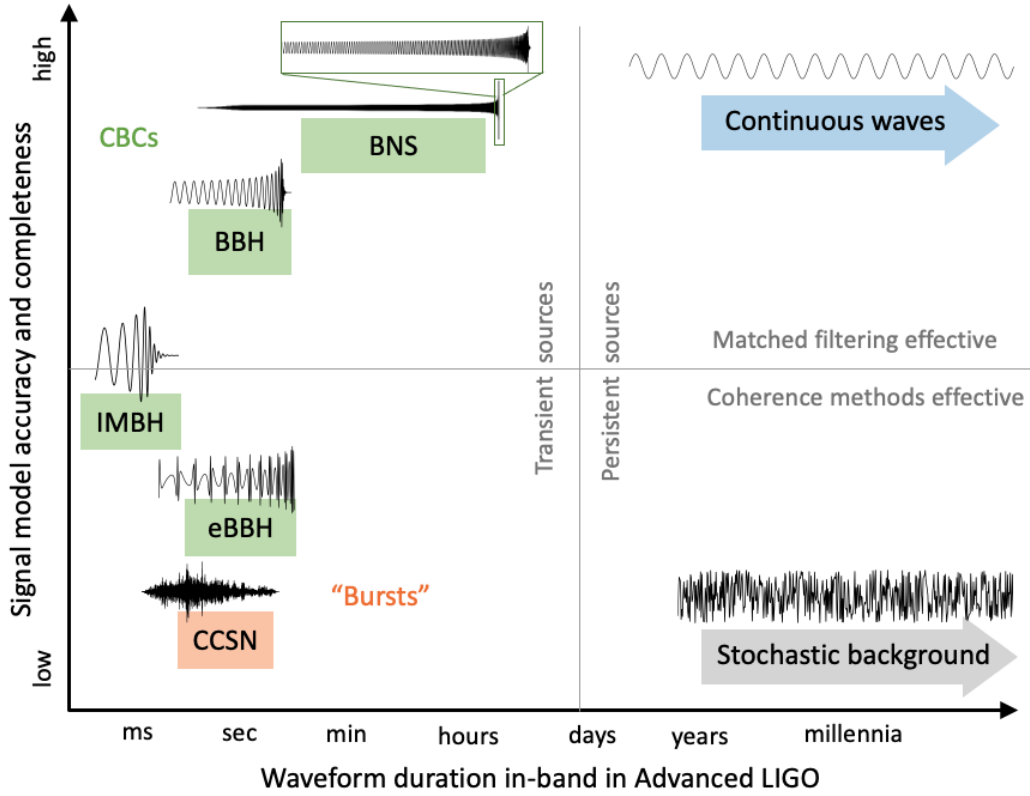 high
Signal model accuracy and completeness
low
CBCs
BNS
BBH
IMBH
eBBH
CCSN
"Bursts"
Continuous waves
Transient sources
Persistent sources
Matched filtering effective
Coherence methods effective
Stochastic background
ms sec min hours days years millennia
Waveform duration in-band in Advanced LIGO